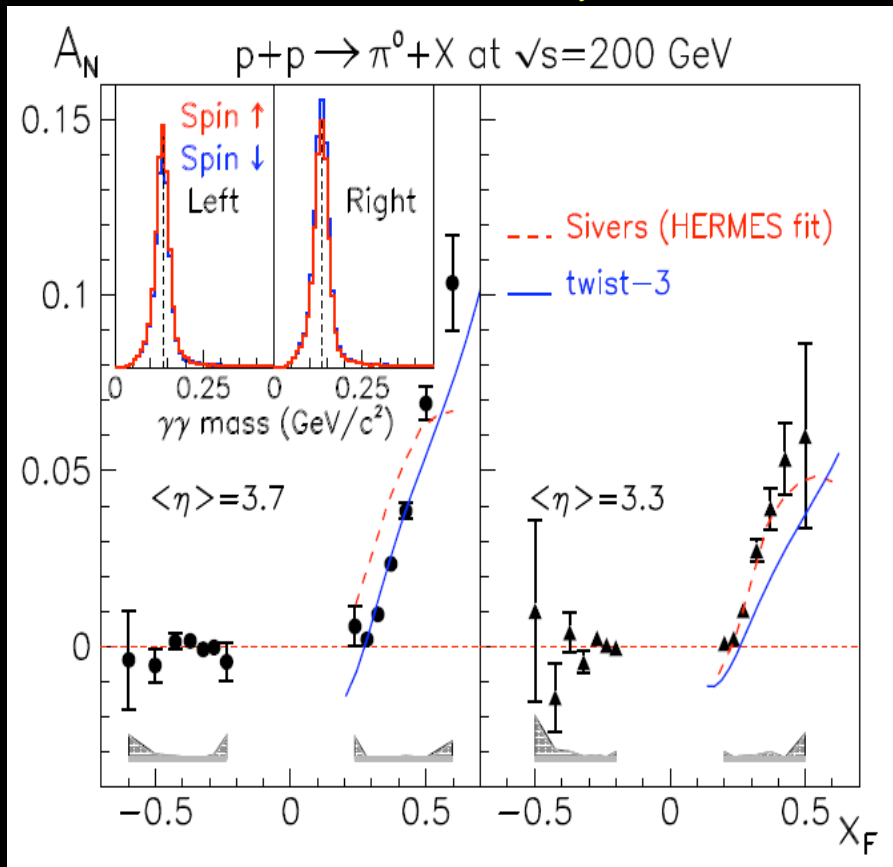 A_N p+p → π⁰+X at √s=200 GeV
0.15
0.1
0.05
0
Spin ↑
Spin ↓
Left
Right
0 0.25 0 0.25
γγ mass (GeV/c²)
<η>=3.7
-- Sivers (HERMES fit)
— twist-3
<η>=3.3
−0.5 0 0.5 −0.5 0 0.5
X_F